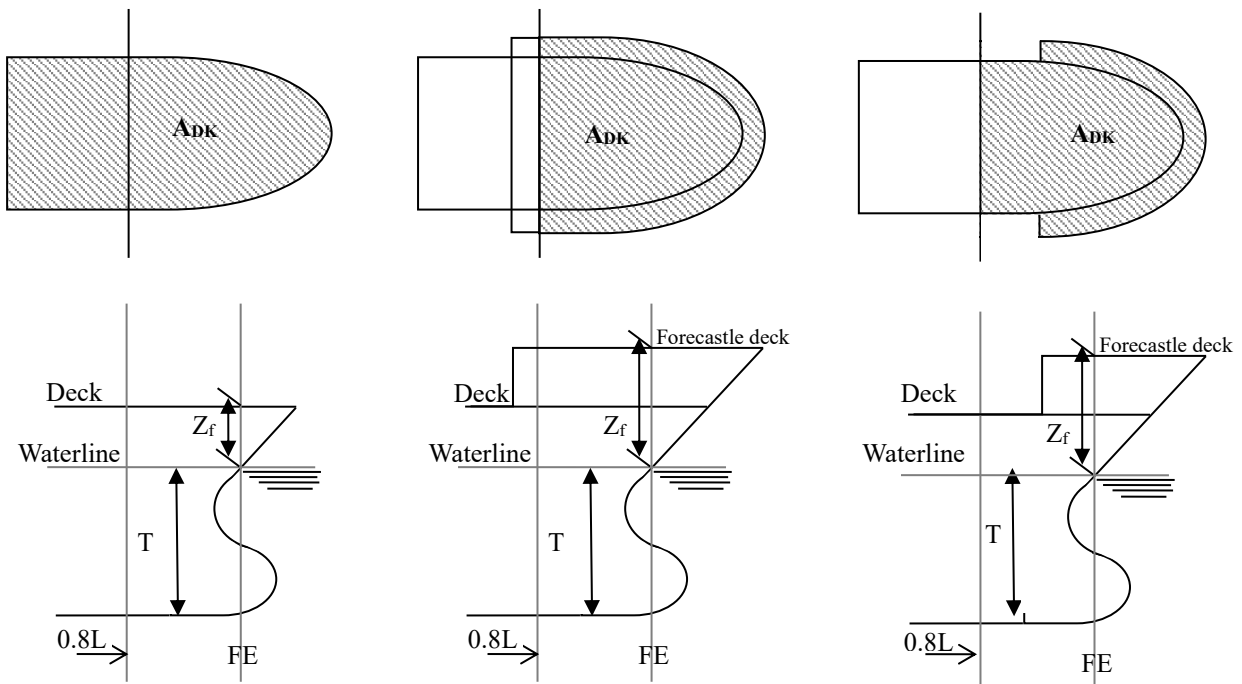 ADK
ADK
ADK
Forecastle deck
Deck
Zf
Waterline
T
0.8L
FE
Forecastle deck
Deck
Zf
Waterline
T
0.8L
FE
Deck
Zf
Waterline
T
0.8L
FE